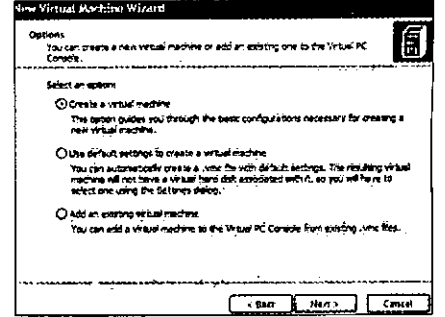 New Virtual Machine Wizard
Options
You can create a new virtual machine or add an existing one to the Virtual PC
Console.
Select an option:
Create a virtual machine
This option guides you through the basic configurations necessary for creating a
new virtual machine.
Use default settings to create a virtual machine
You can automatically create a .vmc file with default settings. The resulting virtual
machine will not have a virtual hard disk associated with it, so you will have to
select one using the Settings dialog.
Add an existing virtual machine
You can add a virtual machine to the Virtual PC Console from existing .vmc files.
< Back
Next >
Cancel